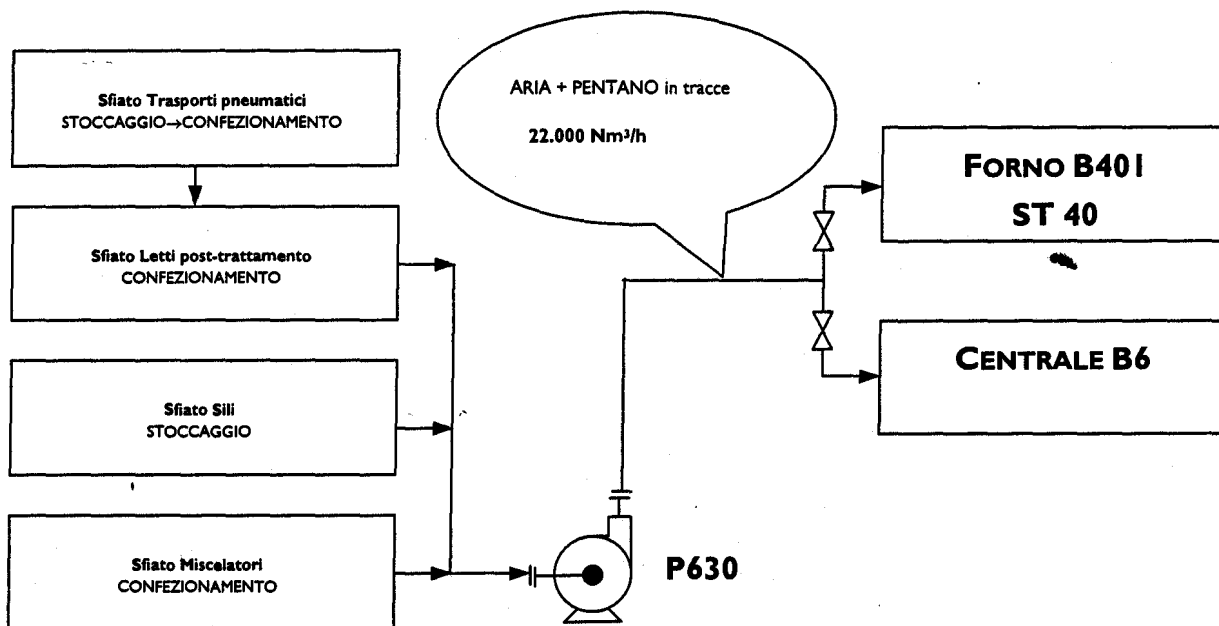 Sfiato Trasporti pneumatici
STOCCAGGIO→CONFEZIONAMENTO
Sfiato Letti post-trattamento
CONFEZIONAMENTO
Sfiato Sili
STOCCAGGIO
Sfiato Miscelatori
CONFEZIONAMENTO
ARIA + PENTANO in tracce
22.000 Nm³/h
P630
FORNO B401
ST 40
CENTRALE B6